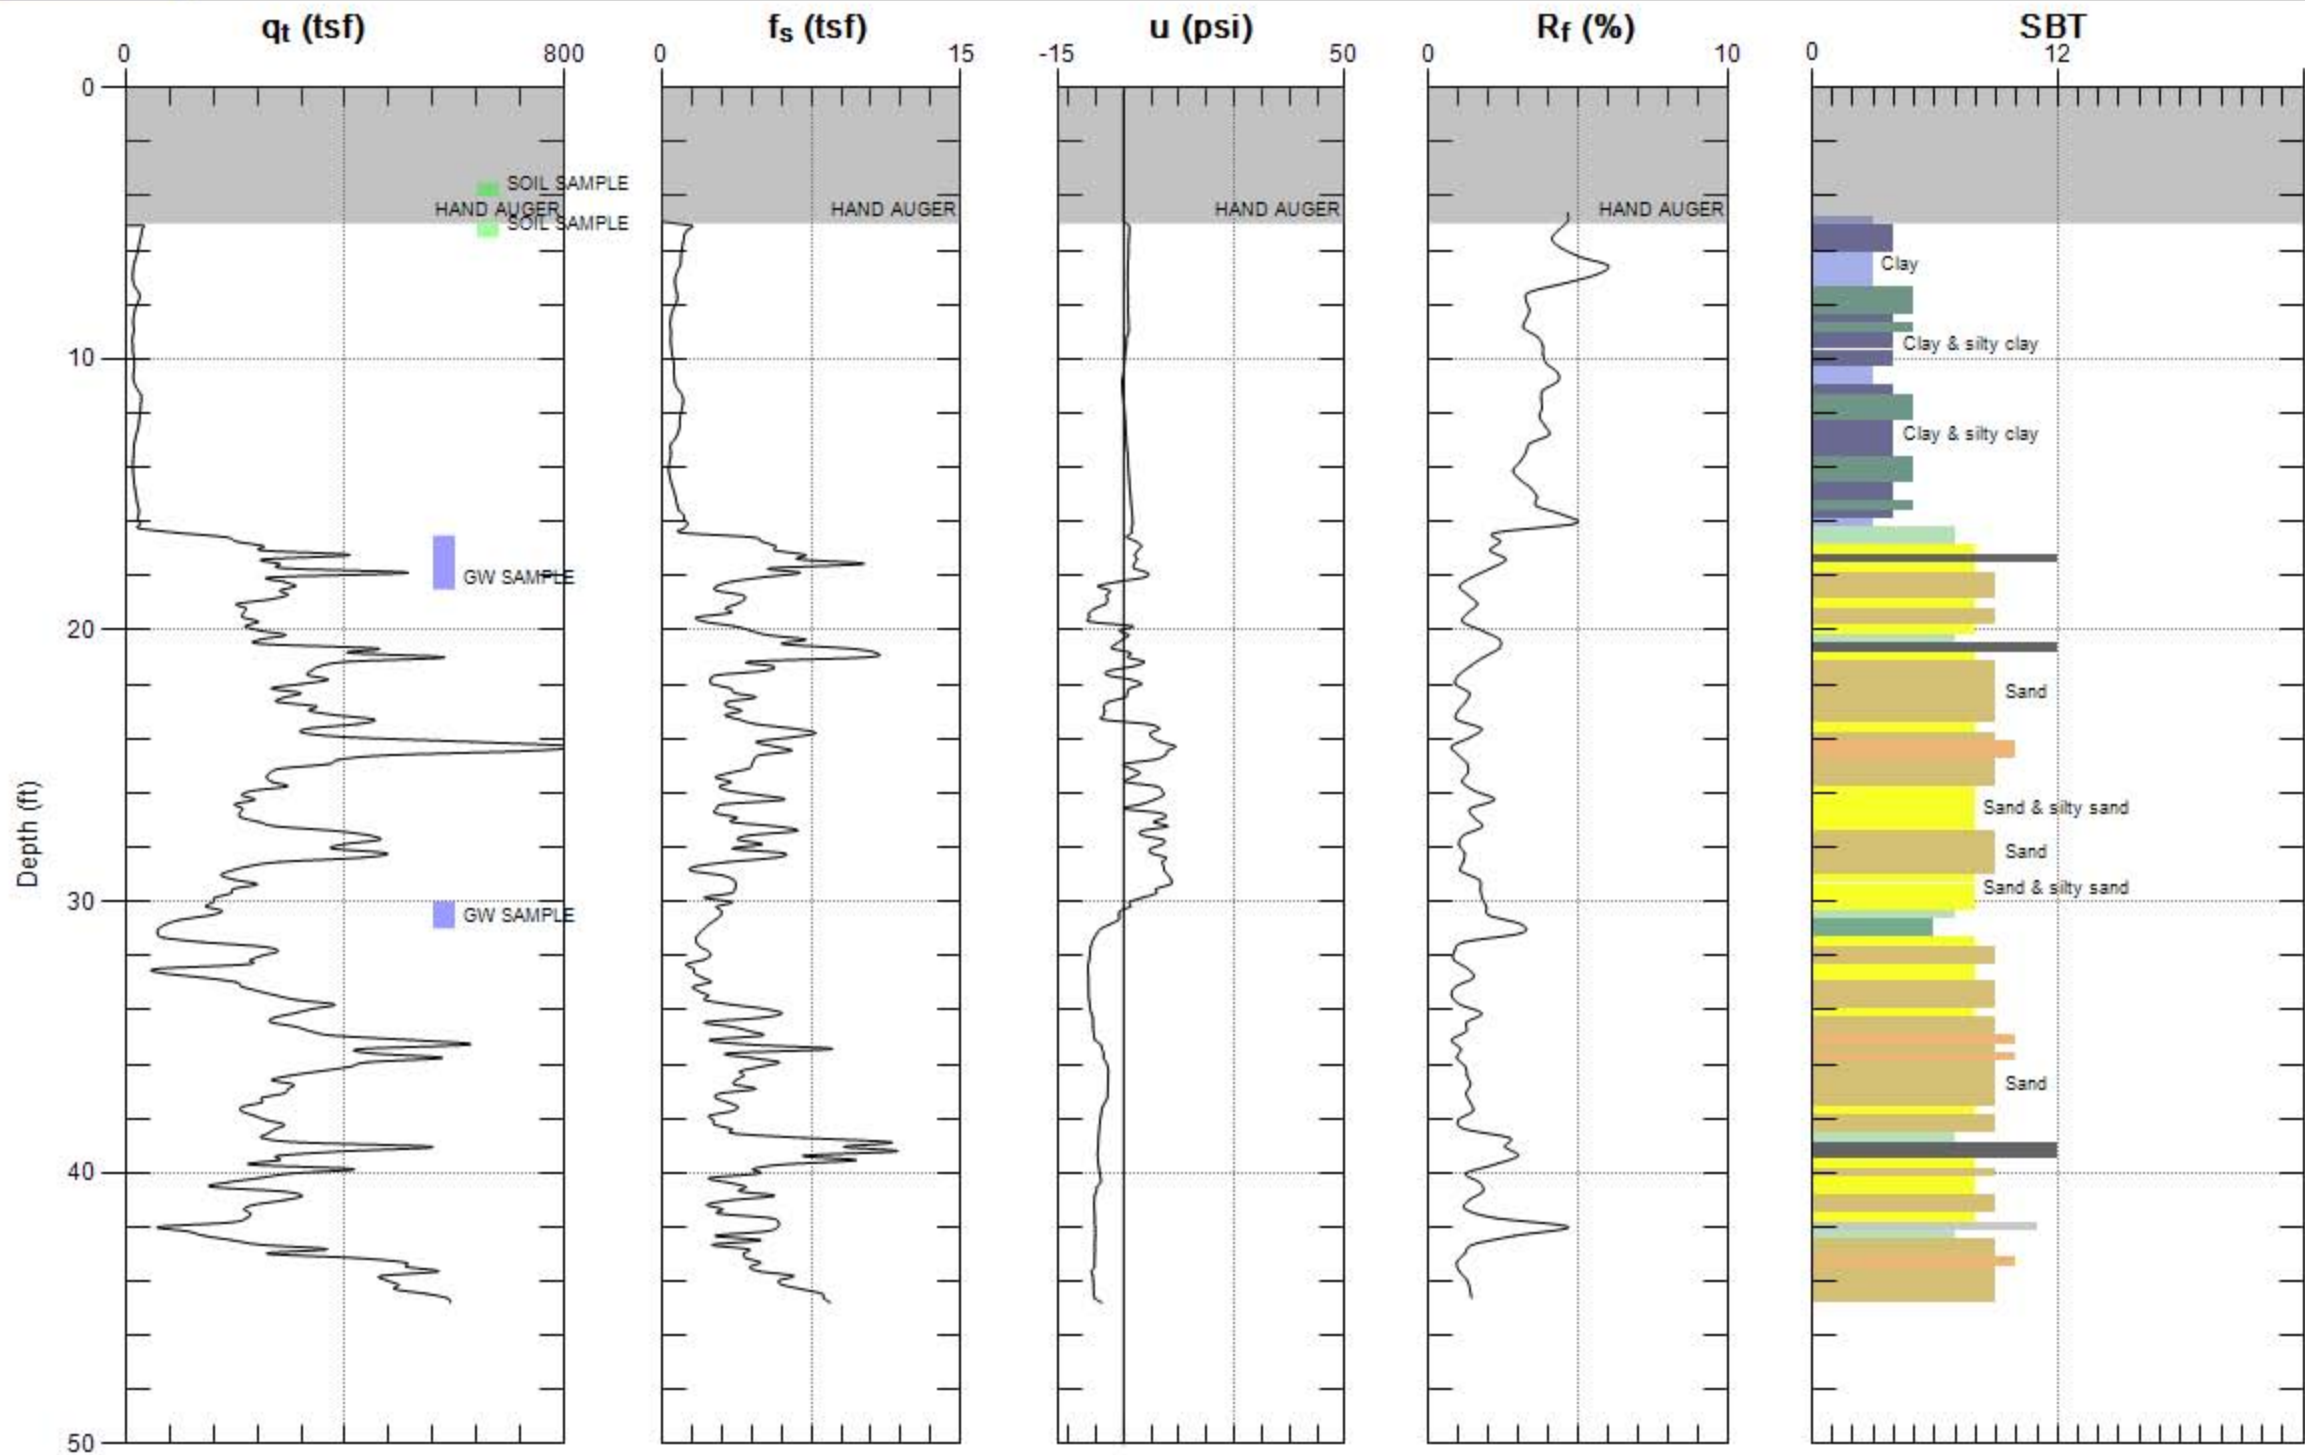 qt (tsf)
fs (tsf)
u (psi)
Rf (%)
SBT
0 800
0 15
-15 50
0 10
0 12
0
SOIL SAMPLE
HAND AUGER HAND AUGER HAND AUGER HAND AUGER
SOIL SAMPLE
Clay
Clay & silty clay
10
Clay & silty clay
GW SAMPLE
20
Sand
Sand & silty sand
Depth (ft)
Sand
Sand & silty sand
30
GW SAMPLE
Sand
40
50